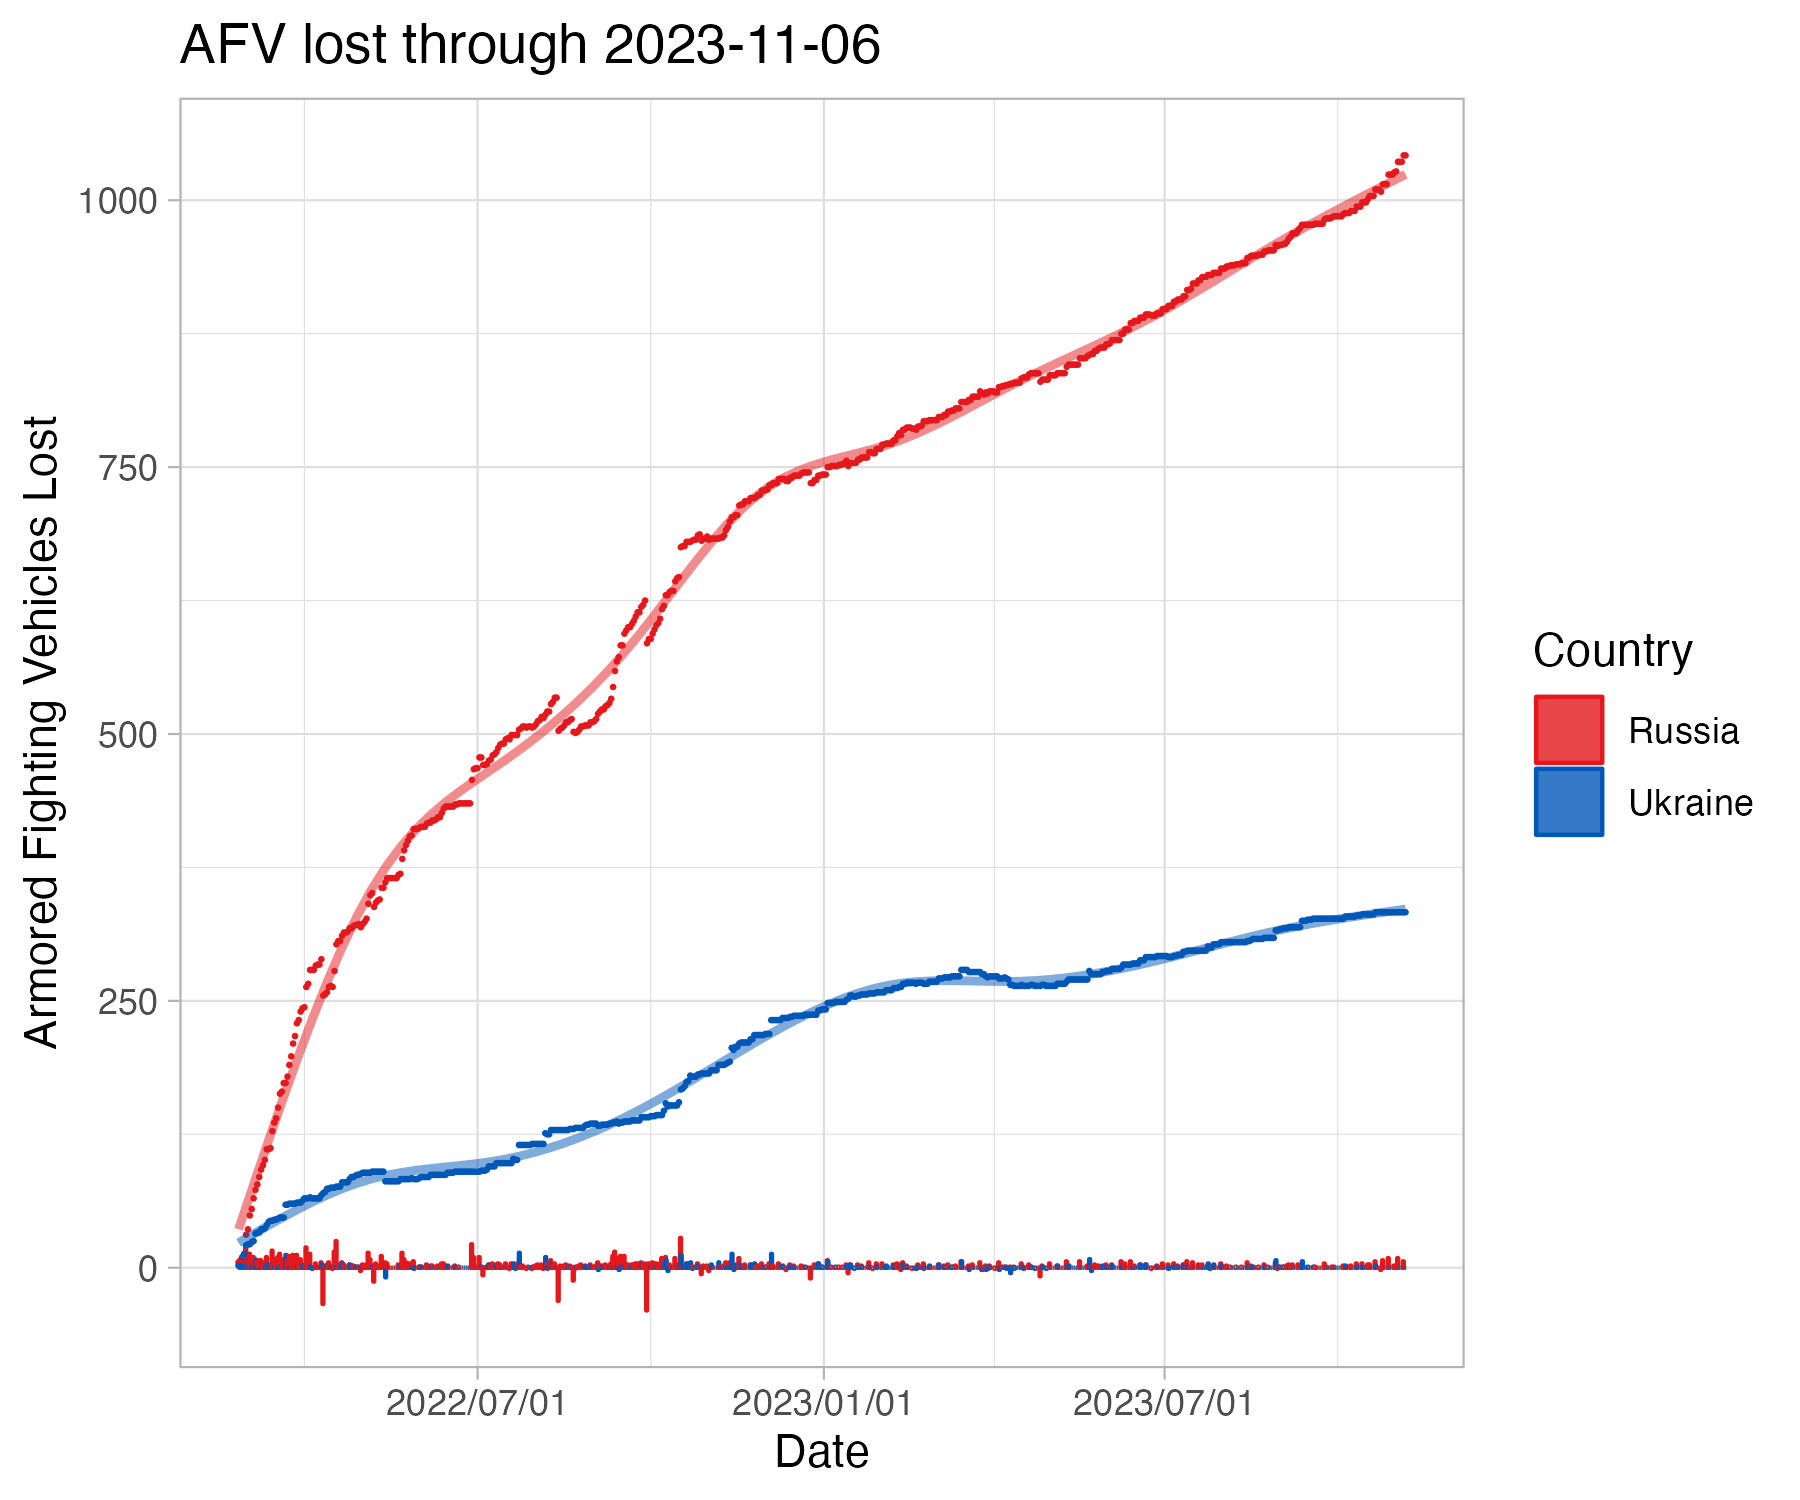 AFV lost through 2023-11-06
Armored Fighting Vehicles Lost
1000
750
500
250
0
2022/07/01
2023/01/01
2023/07/01
Date
Country
Russia
Ukraine